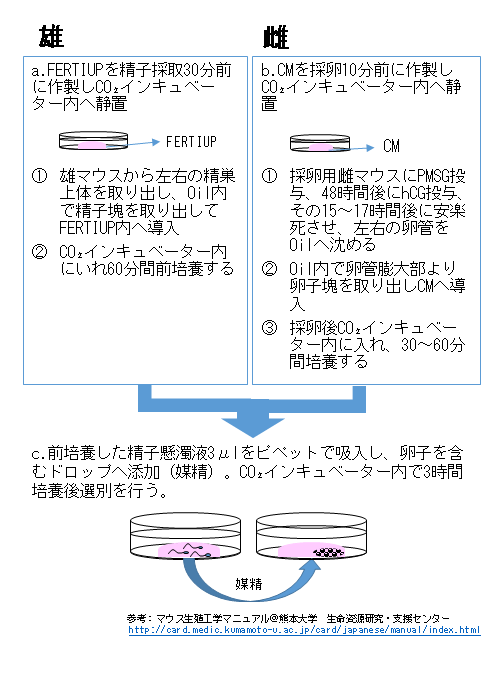 雄
a.FERTIUPを精子採取30分前
に作製しCO₂インキュベー
ター内へ静置
FERTIUP
① 雄マウスから左右の精巣
上体を取り出し、Oil内
で精子塊を取り出して
FERTIUP内へ導入
② CO₂インキュベーター内
にいれ60分間前培養する
雌
b.CMを採卵10分前に作製し
CO₂インキュベーター内へ静
置
CM
① 採卵用雌マウスにPMSG投
与、48時間後にhCG投与、
その15～17時間後に安楽
死させ、左右の卵管を
Oilへ沈める
② Oil内で卵管膨大部より
卵子塊を取り出しCMへ導
入
③ 採卵後CO₂インキュベー
ター内に入れ、30～60分
間培養する
c.前培養した精子懸濁液3μlをピペットで吸入し、卵子を含
むドロップへ添加（媒精）。CO₂インキュベーター内で3時間
培養後選別を行う。
媒精
参考：マウス生殖工学マニュアル@熊本大学 生命資源研究・支援センター
http://card.medic.kumamoto-u.ac.jp/card/japanese/manual/index.html